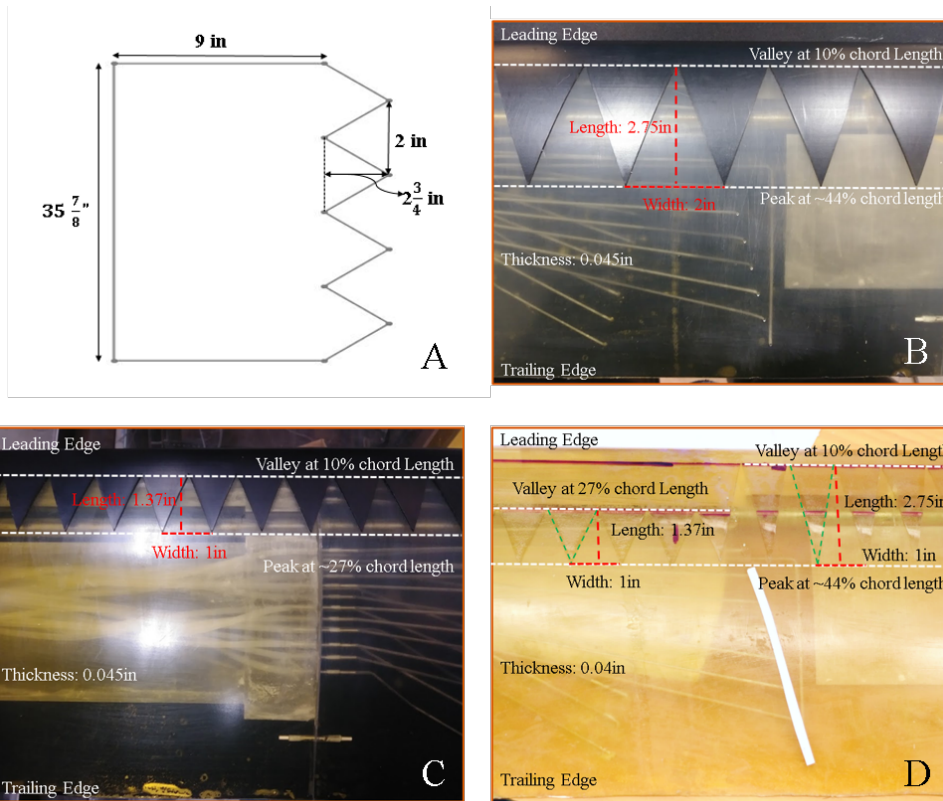 9 in
2 in
2 3/4 in
35 7/8"
A
Leading Edge
Valley at 10% chord Length
Length: 2.75in
Width: 2in
Peak at ~44% chord length
Thickness: 0.045in
Trailing Edge
B
Leading Edge
Valley at 10% chord Length
Length: 1.37in
Width: 1in
Peak at ~27% chord length
Thickness: 0.045in
Trailing Edge
C
Leading Edge
Valley at 10% chord Lengt
Valley at 27% chord Length
Length: 2.75in
Length: 1.37in
Width: 1in
Width: 1in
Peak at ~44% chord length
Thickness: 0.04in
Trailing Edge
D